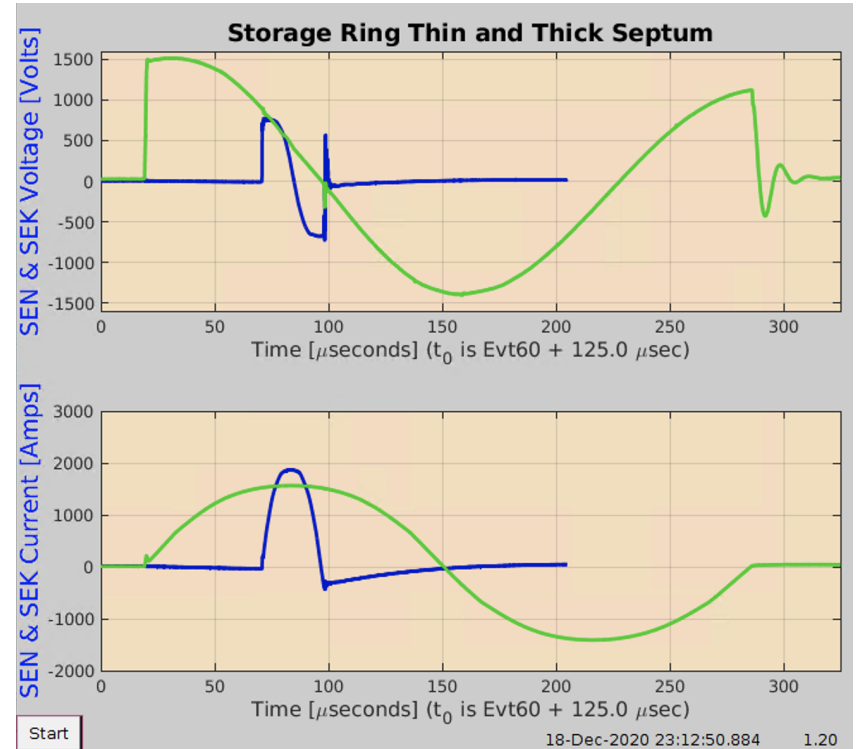 Storage Ring Thin and Thick Septum
SEN & SEK Voltage [Volts]
1500
1000
500
0
-500
-1000
-1500
0 50 100 150 200 250 300
Time [μseconds] (t0 is Evt60 + 125.0 μsec)
SEN & SEK Current [Amps]
3000
2000
1000
0
-1000
-2000
0 50 100 150 200 250 300
Time [μseconds] (t0 is Evt60 + 125.0 μsec)
Start
18-Dec-2020 23:12:50.884 1.20